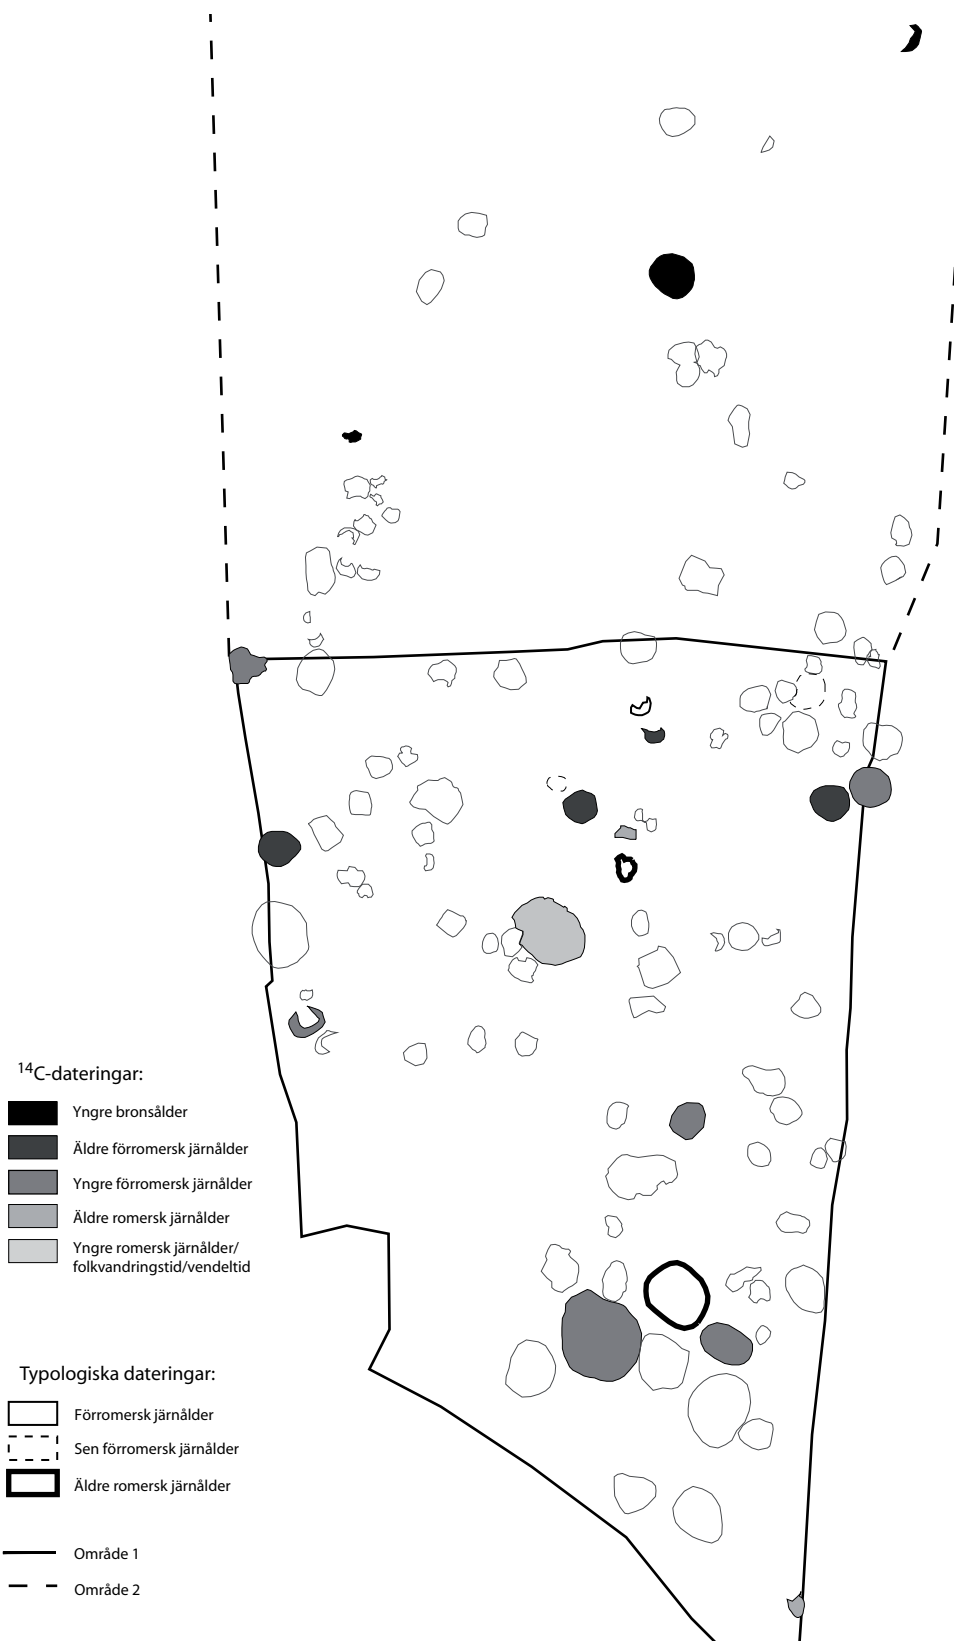 14C-dateringar:
Yngre bronsålder
Äldre förromersk järnålder
Yngre förromersk järnålder
Äldre romersk järnålder
Yngre romersk järnålder/
folkvandringstid/vendeltid
Typologiska dateringar:
Förromersk järnålder
Sen förromersk järnålder
Äldre romersk järnålder
Område 1
Område 2